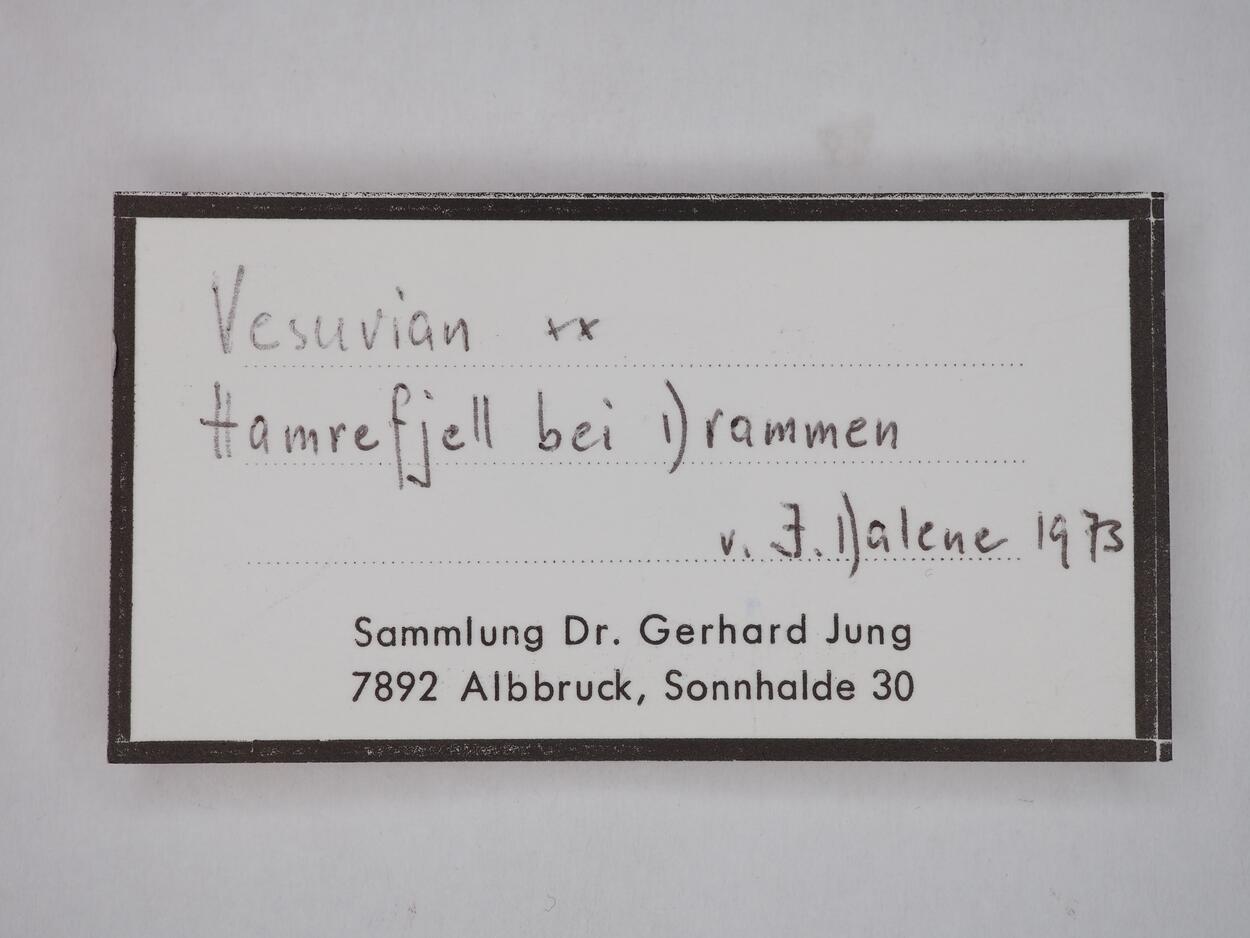 Vesuvian xx
Hamrefjell bei Drammen
v. J. Dalene 1973
Sammlung Dr. Gerhard Jung
7892 Albbruck, Sonnhalde 30